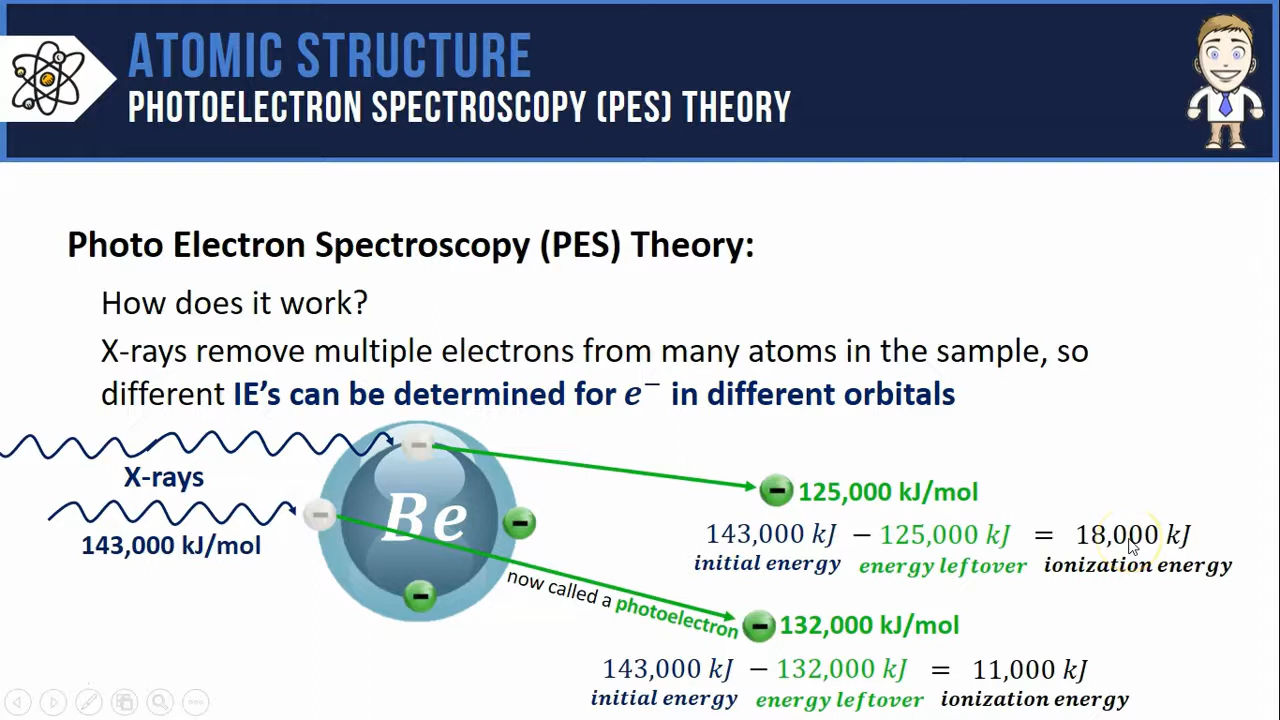 ATOMIC STRUCTURE
PHOTOELECTRON SPECTROSCOPY (PES) THEORY
Photo Electron Spectroscopy (PES) Theory:
How does it work?
X-rays remove multiple electrons from many atoms in the sample, so
different IE's can be determined for e⁻ in different orbitals
X-rays
143,000 kJ/mol
Be
now called a photoelectron
125,000 kJ/mol
143,000 kJ − 125,000 kJ = 18,000 kJ
initial energy energy leftover ionization energy
132,000 kJ/mol
143,000 kJ − 132,000 kJ = 11,000 kJ
initial energy energy leftover ionization energy